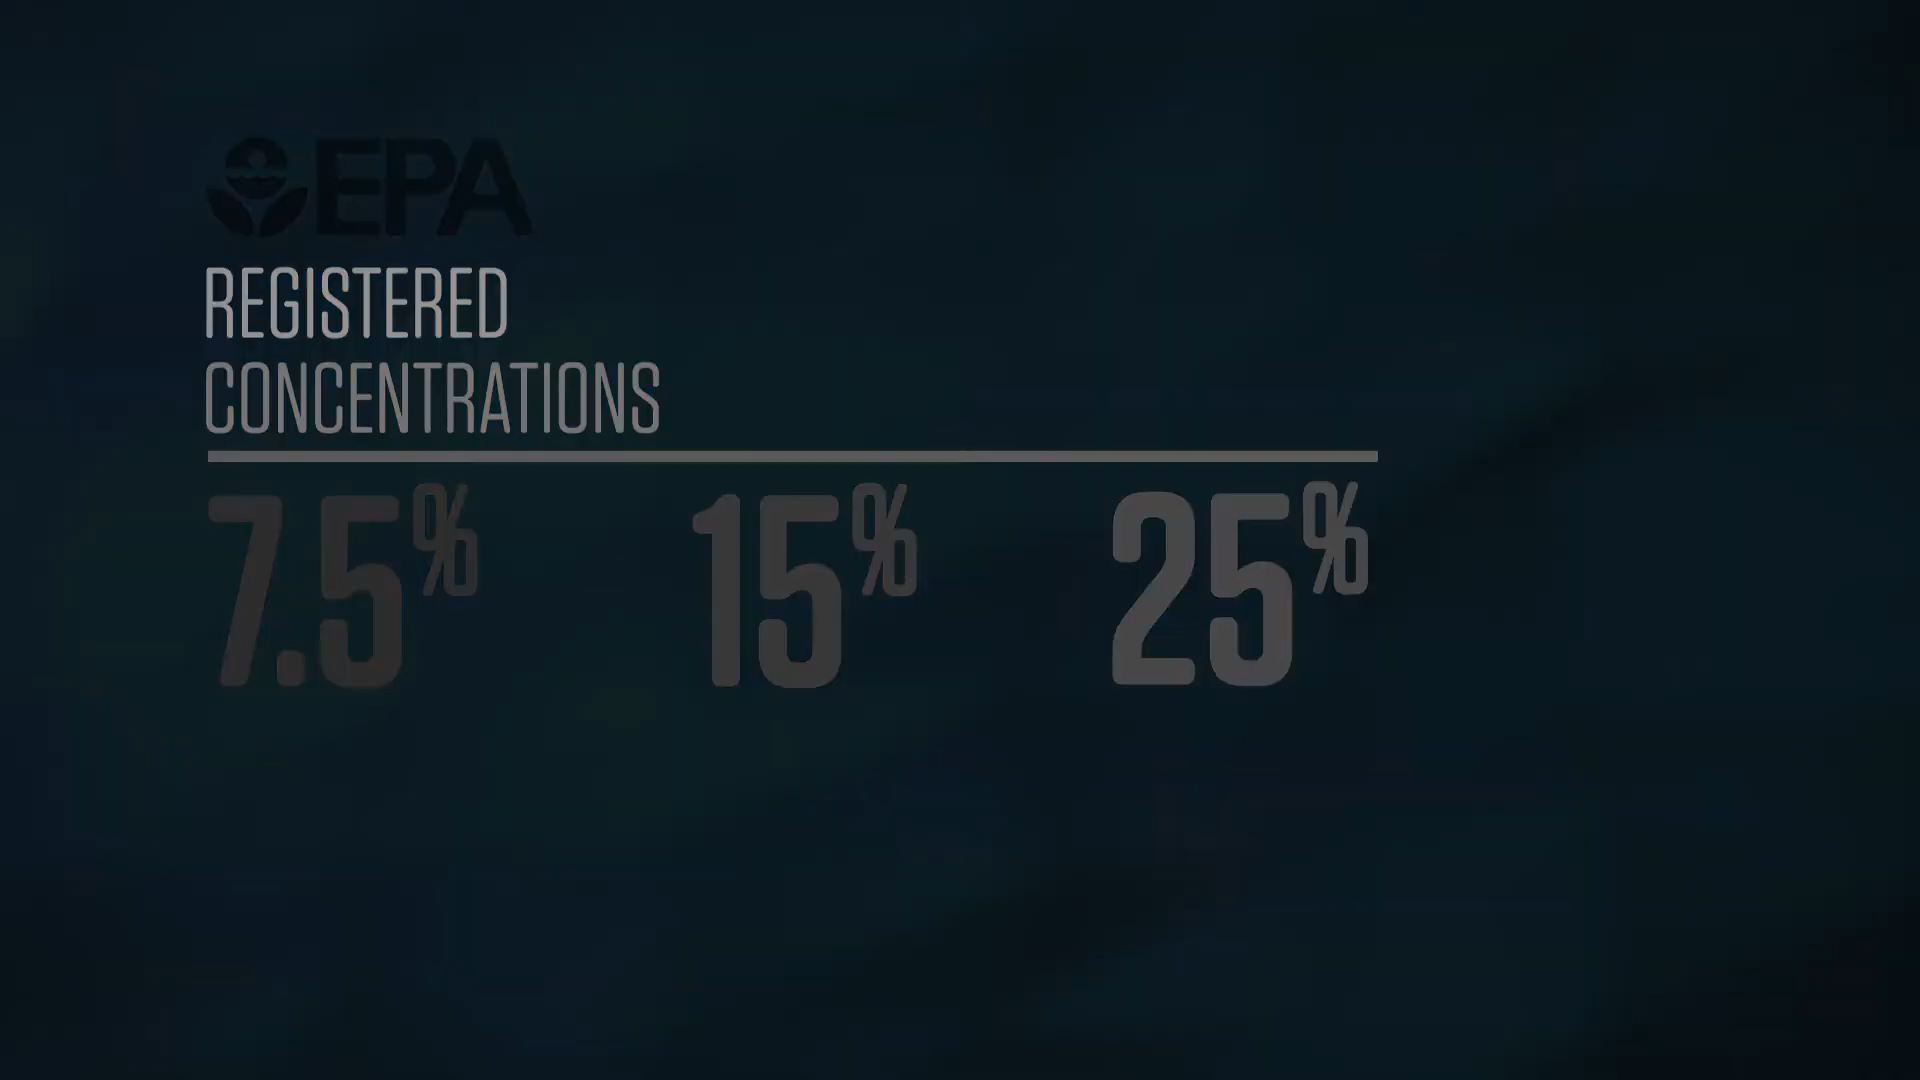 EPA
REGISTERED
CONCENTRATIONS
7.5% 15% 25%